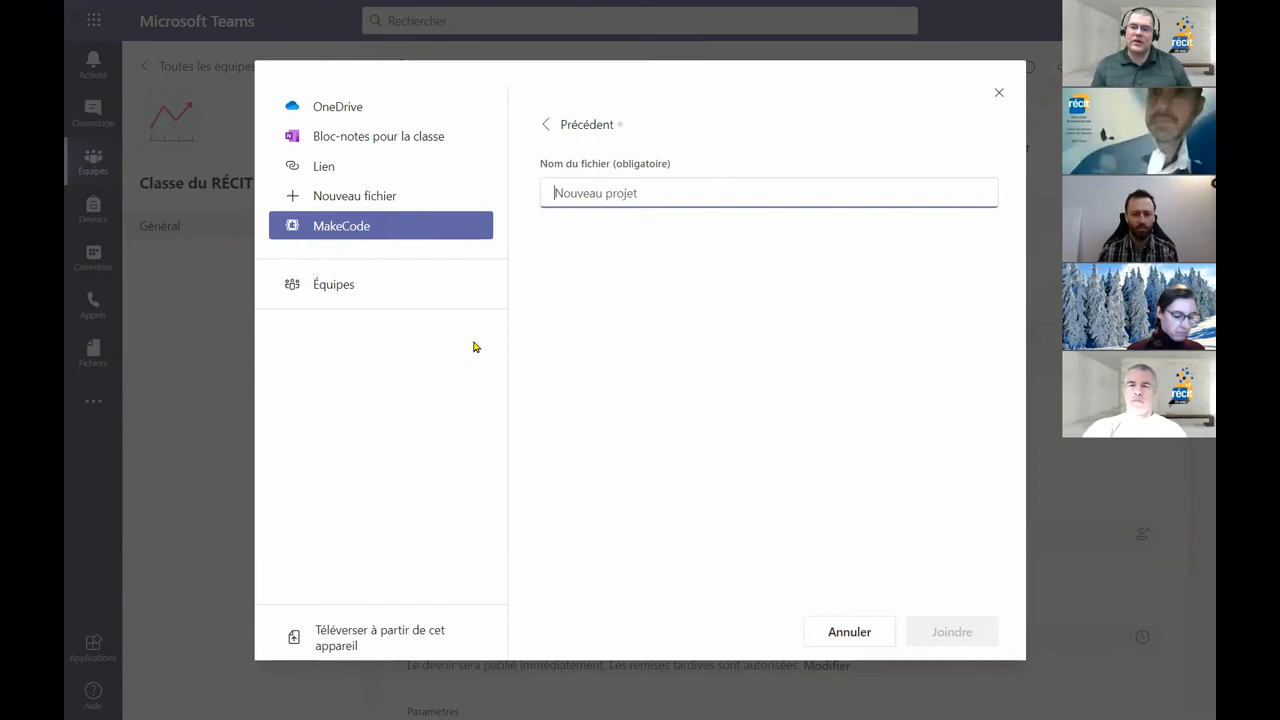 Microsoft Teams
Rechercher
Activité
Clavardage
Équipes
Devoirs
Calendrier
Appels
Fichiers
Applications
Aide
Toutes les équipes
Classe du RÉCIT
Général
OneDrive
Bloc-notes pour la classe
Lien
Nouveau fichier
MakeCode
Équipes
Téléverser à partir de cet
appareil
Précédent
Nom du fichier (obligatoire)
Nouveau projet
Annuler
Joindre
Le devoir sera publié immédiatement. Les remises tardives sont autorisées. Modifier
Paramètres
récit
récit
récit